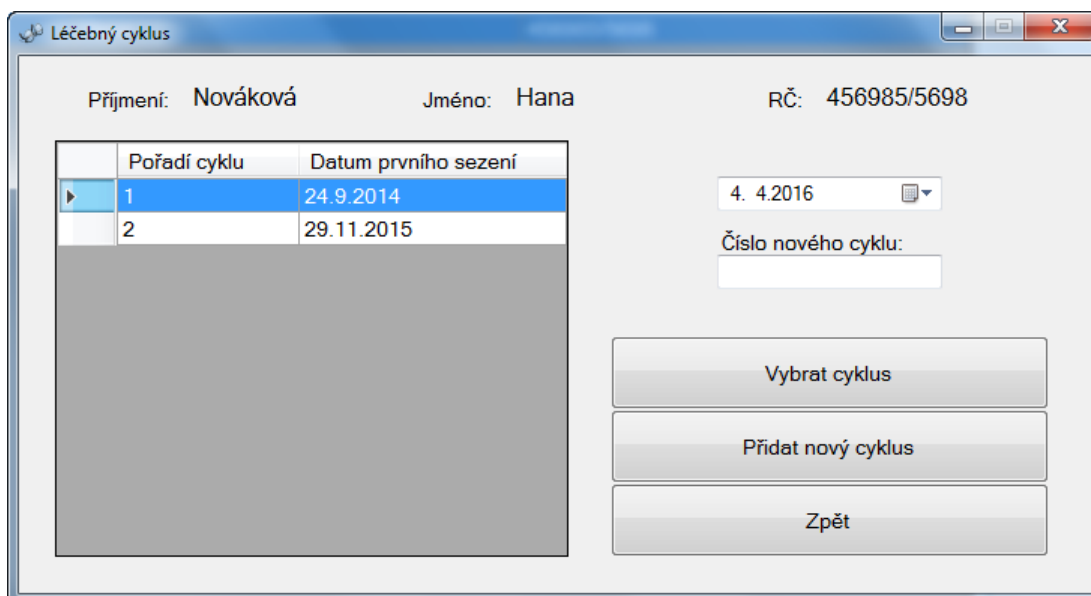 Léčebný cyklus
Příjmení: Nováková Jméno: Hana RČ: 456985/5698
Pořadí cyklu Datum prvního sezení
1 24.9.2014
2 29.11.2015
4. 4.2016
Číslo nového cyklu:
Vybrat cyklus
Přidat nový cyklus
Zpět